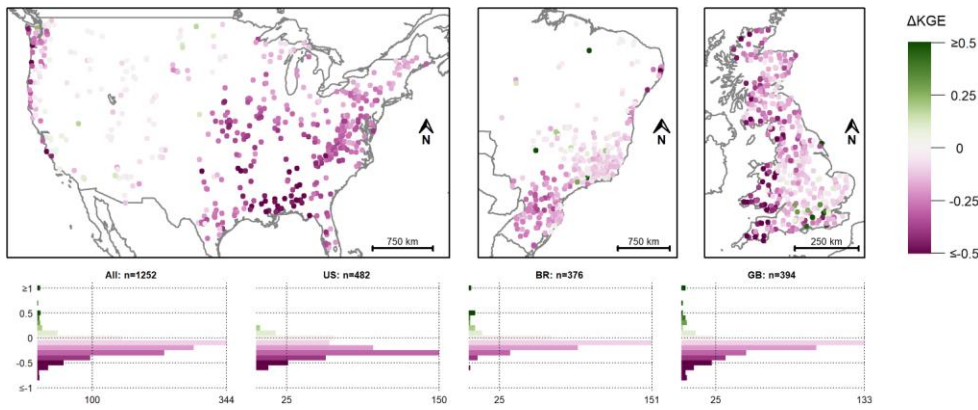 ΔKGE
≥0.5
0.25
0
-0.25
≤-0.5
N
750 km
N
750 km
N
250 km
All: n=1252
US: n=482
BR: n=376
GB: n=394
≥1
0.5
0
-0.5
≤-1
100
344
25
150
25
151
25
133